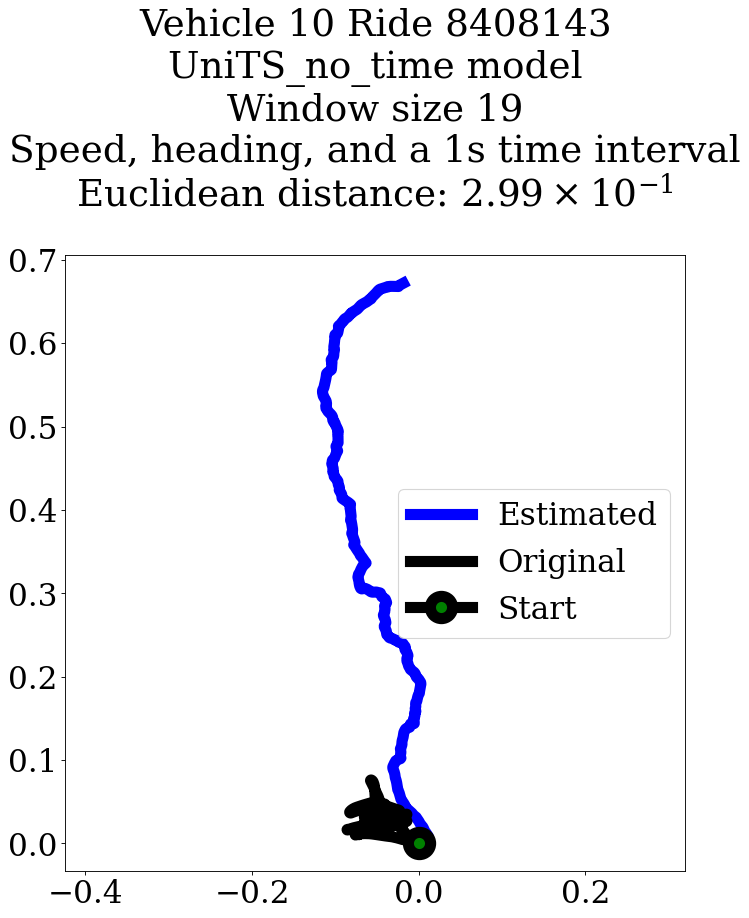 Vehicle 10 Ride 8408143
UniTS_no_time model
Window size 19
Speed, heading, and a 1s time interval
Euclidean distance: 2.99 × 10⁻¹
0.7
0.6
0.5
0.4
0.3
0.2
0.1
0.0
Estimated
Original
Start
−0.4 −0.2 0.0 0.2